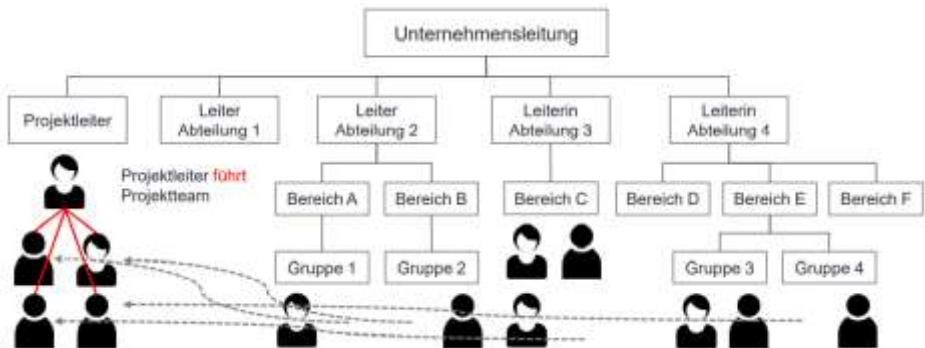 Unternehmensleitung
Projektleiter
Leiter
Abteilung 1
Leiter
Abteilung 2
Leiterin
Abteilung 3
Leiterin
Abteilung 4
Projektleiter führt
Projektteam
Bereich A
Bereich B
Bereich C
Bereich D
Bereich E
Bereich F
Gruppe 1
Gruppe 2
Gruppe 3
Gruppe 4